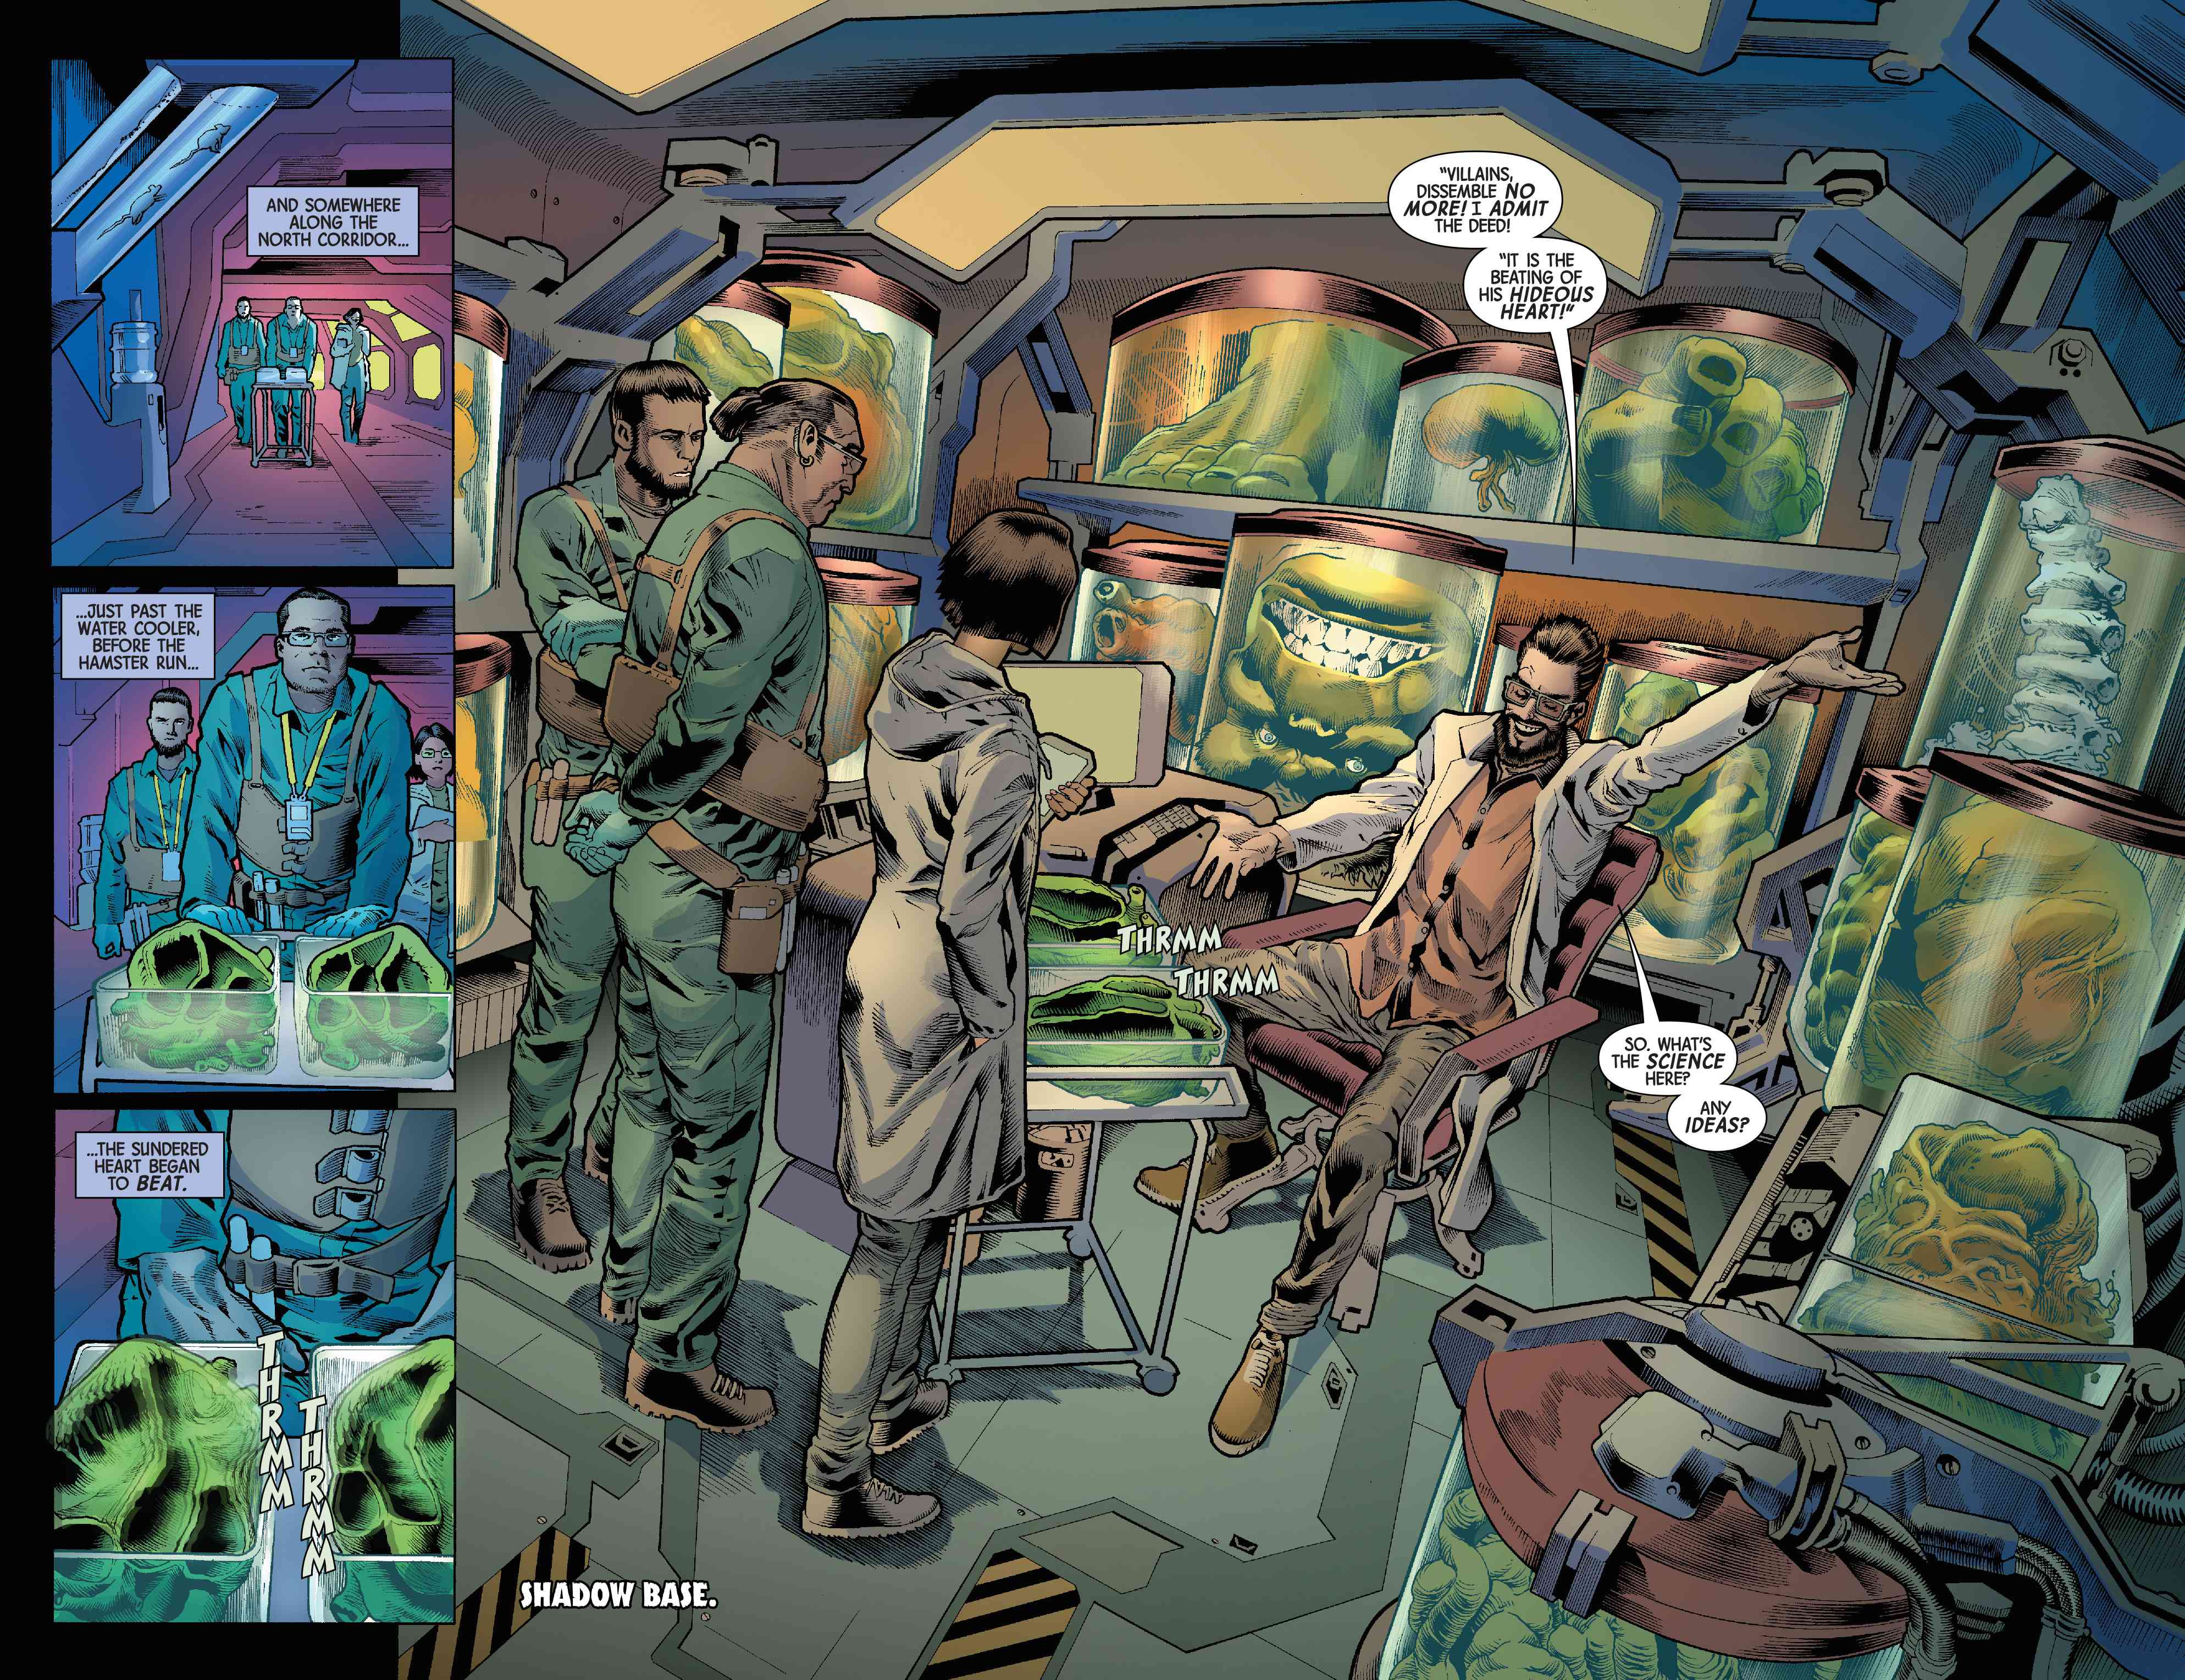 AND SOMEWHERE
ALONG THE
NORTH CORRIDOR...
...JUST PAST THE
WATER COOLER,
BEFORE THE
HAMSTER RUN...
...THE SUNDERED
HEART BEGAN
TO BEAT.
THRMM
THRMM
"VILLAINS,
DISSEMBLE NO
MORE! I ADMIT
THE DEED!
"IT IS THE
BEATING OF
HIS HIDEOUS
HEART!"
THRMM
THRMM
SO. WHAT'S
THE SCIENCE
HERE?
ANY
IDEAS?
SHADOW BASE.